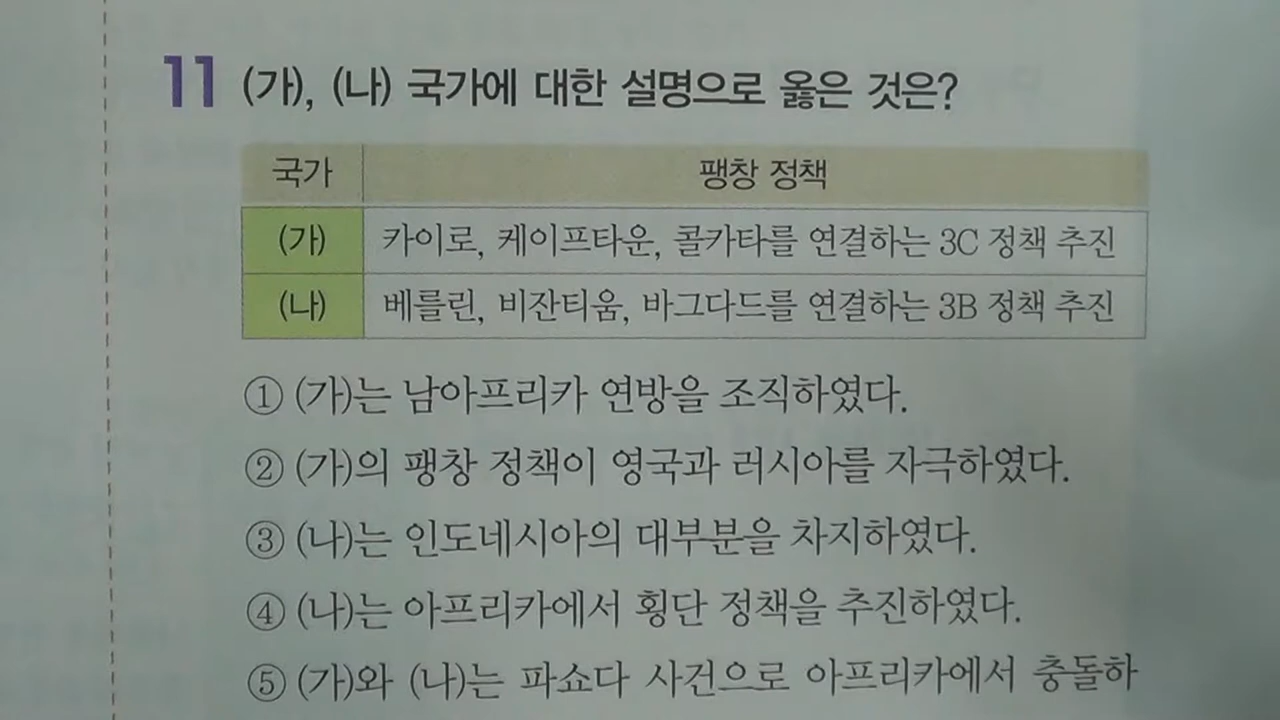 11 (가), (나) 국가에 대한 설명으로 옳은 것은?
국가 팽창 정책
(가) 카이로, 케이프타운, 콜카타를 연결하는 3C 정책 추진
(나) 베를린, 비잔티움, 바그다드를 연결하는 3B 정책 추진
① (가)는 남아프리카 연방을 조직하였다.
② (가)의 팽창 정책이 영국과 러시아를 자극하였다.
③ (나)는 인도네시아의 대부분을 차지하였다.
④ (나)는 아프리카에서 횡단 정책을 추진하였다.
⑤ (가)와 (나)는 파쇼다 사건으로 아프리카에서 충돌하